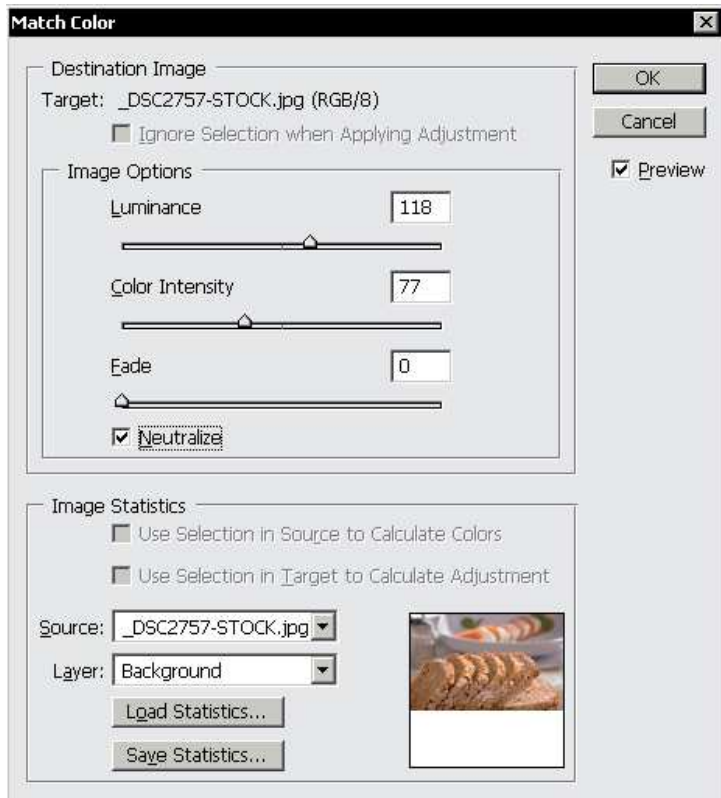 Match Color
Destination Image
Target: _DSC2757-STOCK.jpg (RGB/8)
Ignore Selection when Applying Adjustment
Image Options
Luminance 118
Color Intensity 77
Fade 0
Neutralize
OK
Cancel
Preview
Image Statistics
Use Selection in Source to Calculate Colors
Use Selection in Target to Calculate Adjustment
Source: _DSC2757-STOCK.jpg
Layer: Background
Load Statistics...
Save Statistics...